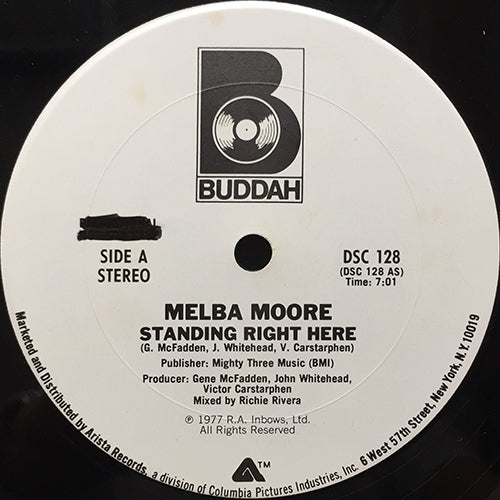 BUDDAH
SIDE A
STEREO
DSC 128
(DSC 128 AS)
Time: 7:01
MELBA MOORE
STANDING RIGHT HERE
(G. McFadden, J. Whitehead, V. Carstarphen)
Publisher: Mighty Three Music (BMI)
Producer: Gene McFadden, John Whitehead,
Victor Carstarphen
Mixed by Richie Rivera
℗ 1977 R.A. Inbows, Ltd.
All Rights Reserved
TM
Marketed and Distributed by Arista Records, a division of Columbia Pictures Industries, Inc. 6 West 57th Street, New York, N.Y. 10019